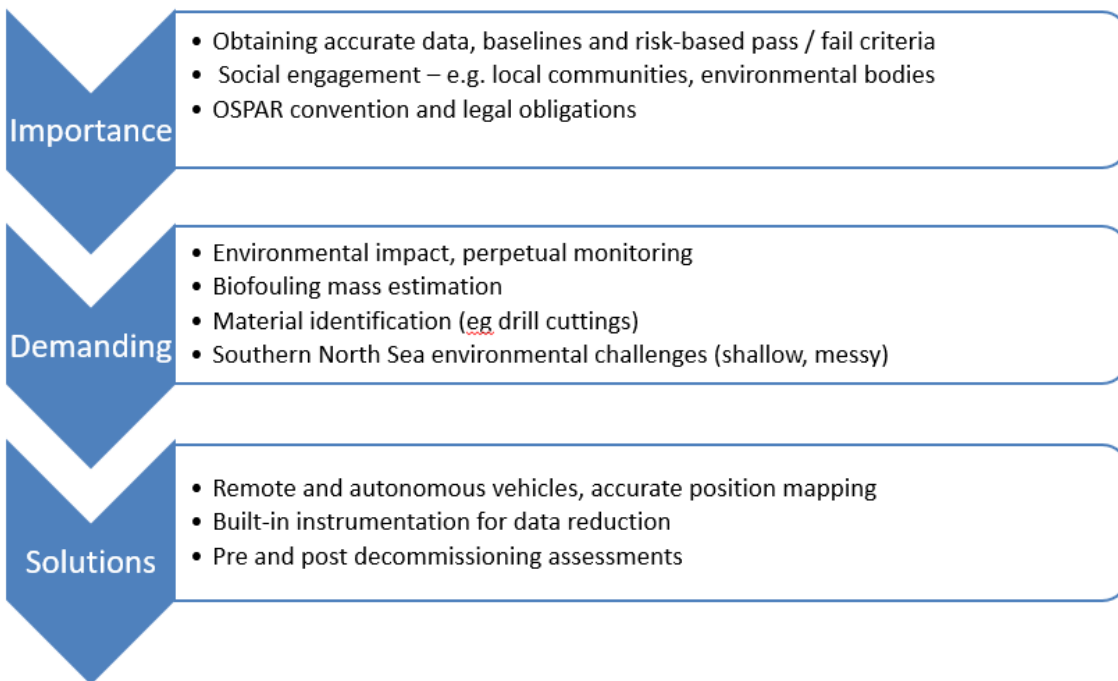 Importance
• Obtaining accurate data, baselines and risk-based pass / fail criteria
• Social engagement – e.g. local communities, environmental bodies
• OSPAR convention and legal obligations
Demanding
• Environmental impact, perpetual monitoring
• Biofouling mass estimation
• Material identification (eg drill cuttings)
• Southern North Sea environmental challenges (shallow, messy)
Solutions
• Remote and autonomous vehicles, accurate position mapping
• Built-in instrumentation for data reduction
• Pre and post decommissioning assessments